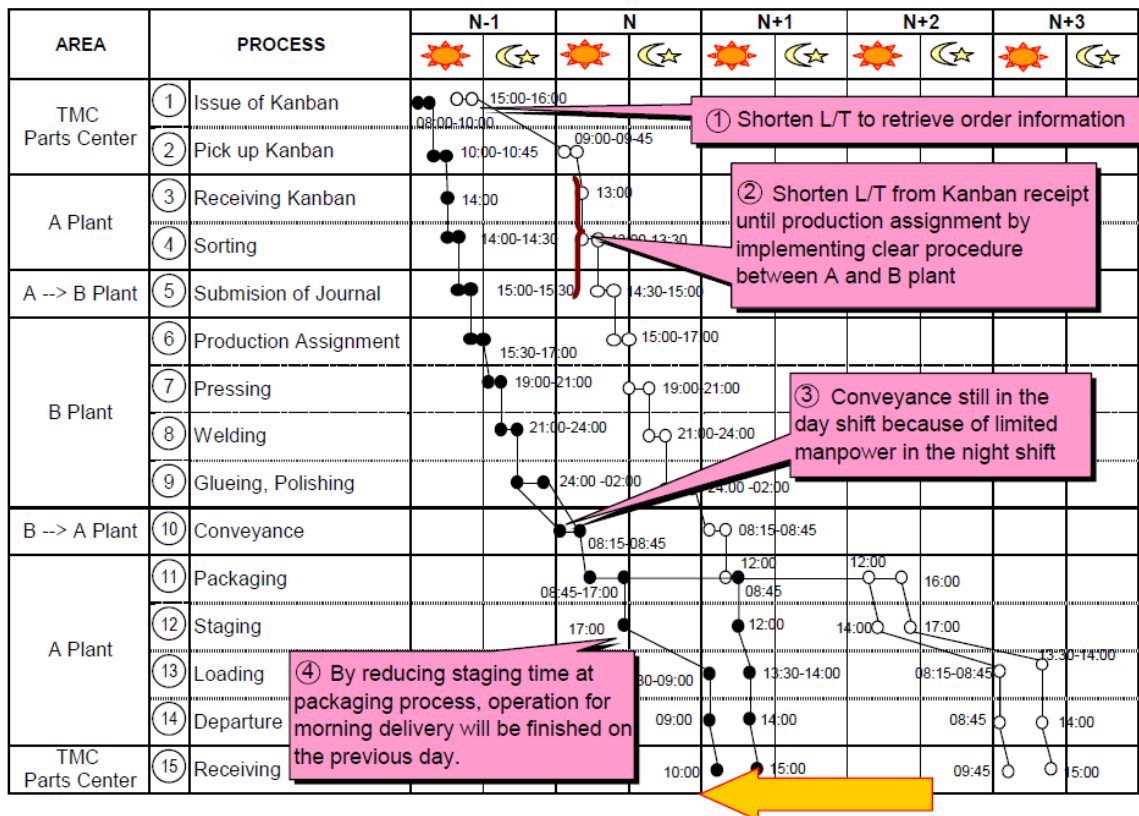 AREA PROCESS N-1 N N+1 N+2 N+3
TMC
Parts Center
1 Issue of Kanban 15:00-16:00
08:00-10:00
① Shorten L/T to retrieve order information
2 Pick up Kanban 10:00-10:45 09:00-09-45
A Plant
3 Receiving Kanban 14:00 13:00
② Shorten L/T from Kanban receipt
until production assignment by
implementing clear procedure
between A and B plant
4 Sorting 14:00-14:30 13:30
A --> B Plant 5 Submision of Journal 15:00-15:30 14:30-15:00
B Plant
6 Production Assignment 15:30-17:00 15:00-17:00
7 Pressing 19:00-21:00 19:00-21:00
③ Conveyance still in the
day shift because of limited
manpower in the night shift
8 Welding 21:00-24:00 21:00-24:00
9 Glueing, Polishing 24:00 -02:00 24:00 -02:00
B --> A Plant 10 Conveyance 08:15-08:45 08:15-08:45
A Plant
11 Packaging 08:45-17:00 12:00 08:45 12:00 16:00
12 Staging 17:00 12:00 14:00 17:00
④ By reducing staging time at
packaging process, operation for
morning delivery will be finished on
the previous day.
13 Loading 30-09:00 13:30-14:00 08:15-08:45 13:30-14:00
14 Departure 09:00 14:00 08:45 14:00
TMC
Parts Center
15 Receiving 10:00 15:00 09:45 15:00